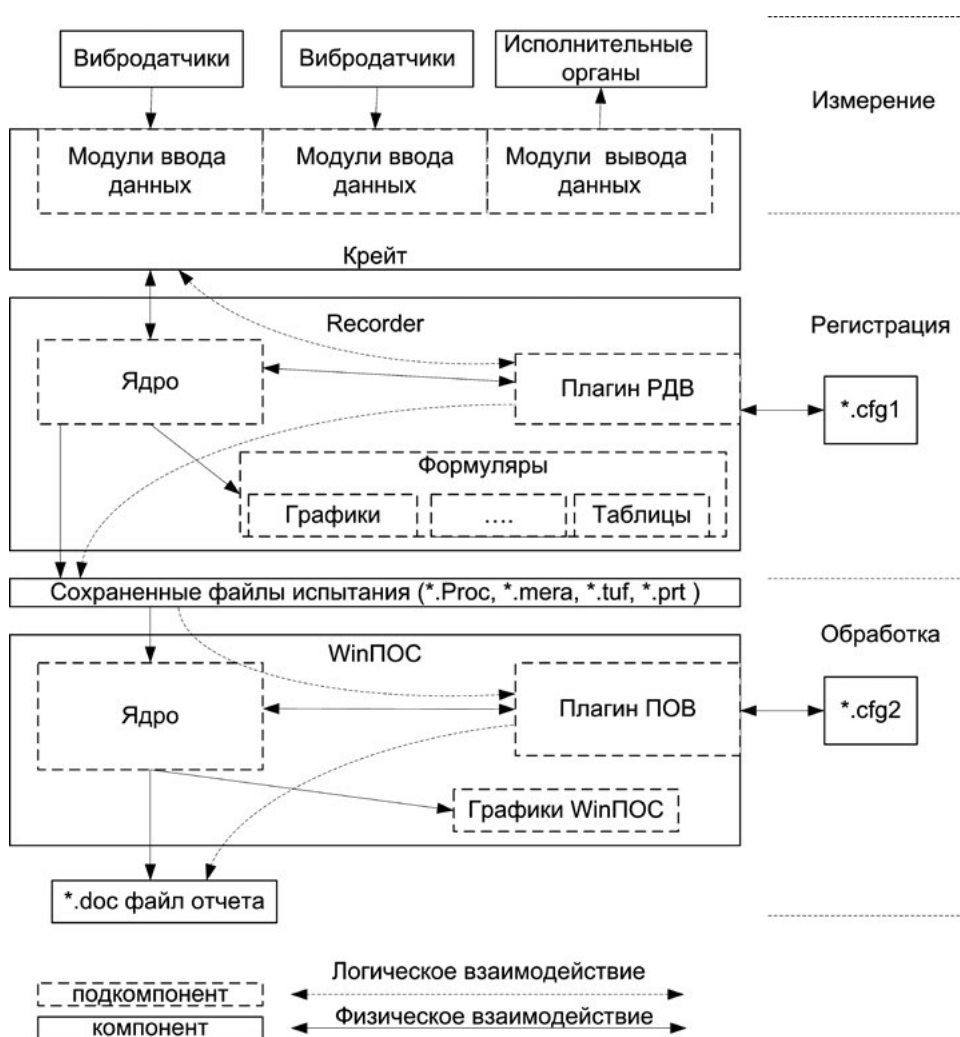 Вибродатчики
Вибродатчики
Исполнительные
органы
Измерение
Модули ввода
данных
Модули ввода
данных
Модули вывода
данных
Крейт
Recorder
Регистрация
Ядро
Плагин РДВ
*.cfg1
Формуляры
Графики
....
Таблицы
Сохраненные файлы испытания (*.Proc, *.mera, *.tuf, *.prt )
WinПОС
Обработка
Ядро
Плагин ПОВ
*.cfg2
Графики WinПОС
*.doc файл отчета
Логическое взаимодействие
подкомпонент
Физическое взаимодействие
компонент